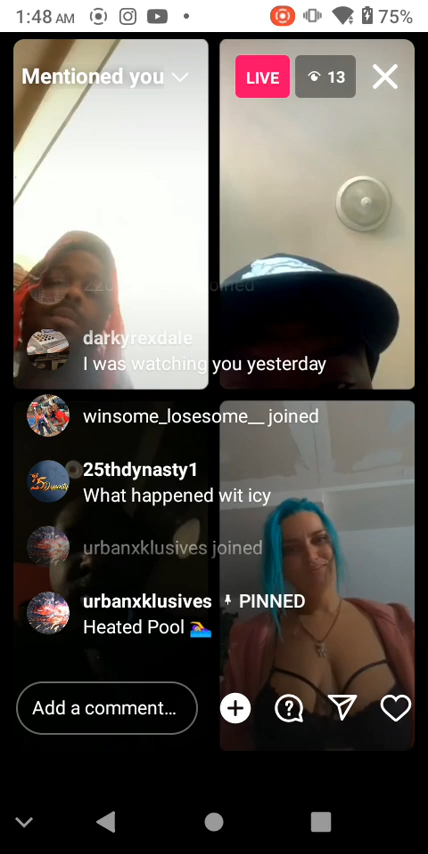 1:48 AM
75%
Mentioned you
LIVE
13
joined
darkyrexdale
I was watching you yesterday
winsome_losesome__ joined
25thdynasty1
What happened wit icy
urbanxklusives joined
urbanxklusives PINNED
Heated Pool 🏊‍♀️
Add a comment...